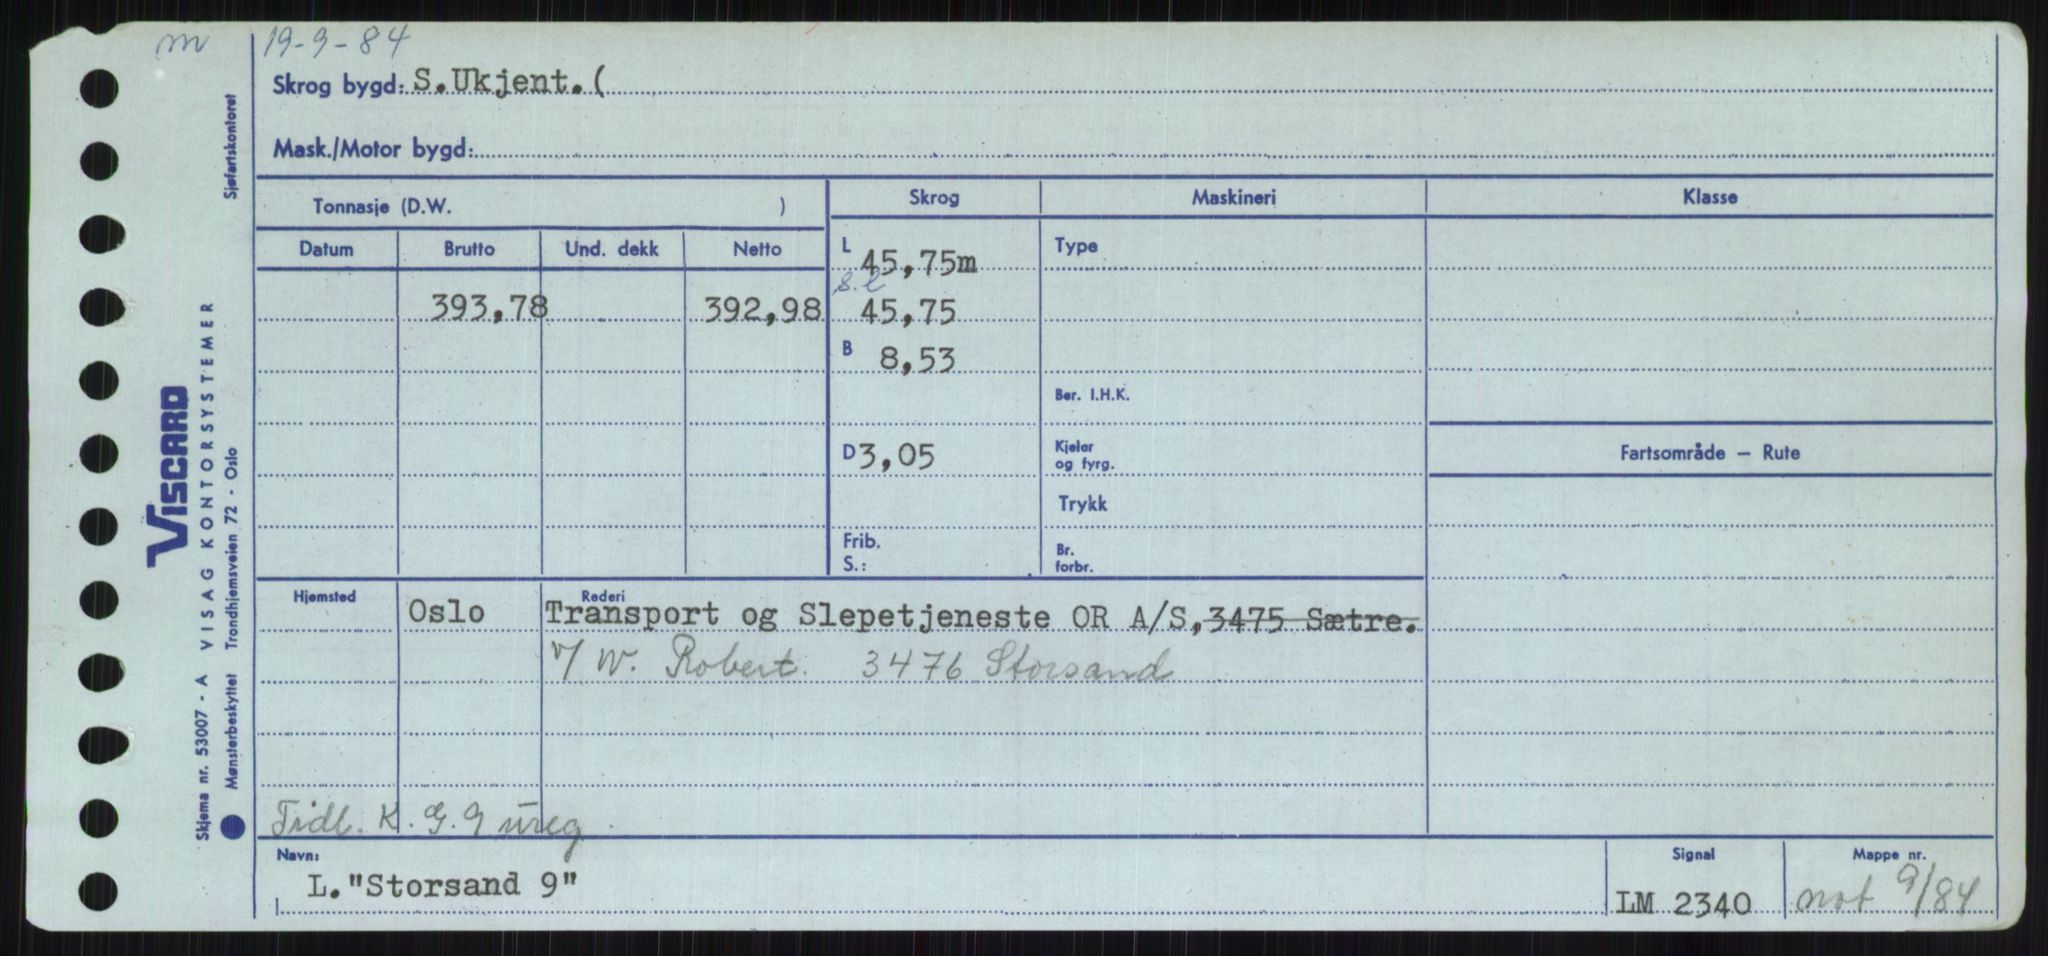 m 19-9-84
Skrog bygd: S.Ukjent.(
Mask./Motor bygd:
Tonnasje (D.W. )
Skrog
Maskineri
Klasse
Datum
Brutto
Und. dekk
Netto
L 45,75m
Type
s.l
393,78
392,98
45,75
B 8,53
Ber. I.H.K.
D 3,05
Kjelar
og fyrg.
Fartsområde – Rute
Trykk
Frib.
S.:
Br.
forbr.
Hjemsted
Oslo
Rederi
Transport og Slepetjeneste OR A/S, 3475 Sætre.
v/ W. Robert. 3476 Storsand
Tidl. K.G.9 ureg.
Navn:
L."Storsand 9"
Signal
LM 2340
Mappe nr.
not 9/84
Sjøfartskontoret
VISCARD
VISAG KONTORSYSTEMER
Trondhjemsveien 72 - Oslo
Skjema nr. 53007 - A
Mønsterbeskyttet